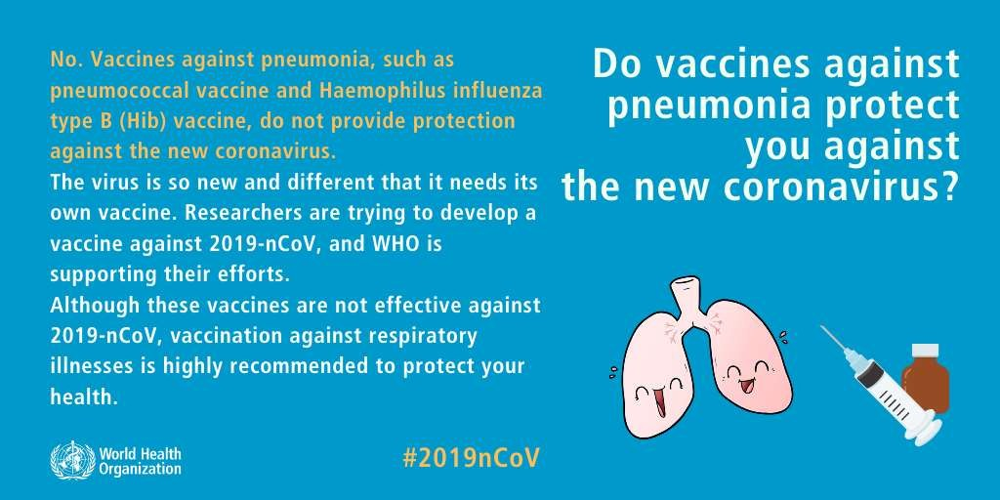 Do vaccines against
pneumonia protect
you against
the new coronavirus?
No. Vaccines against pneumonia, such as
pneumococcal vaccine and Haemophilus influenza
type B (Hib) vaccine, do not provide protection
against the new coronavirus.
The virus is so new and different that it needs its
own vaccine. Researchers are trying to develop a
vaccine against 2019-nCoV, and WHO is
supporting their efforts.
Although these vaccines are not effective against
2019-nCoV, vaccination against respiratory
illnesses is highly recommended to protect your
health.
World Health
Organization
#2019nCoV